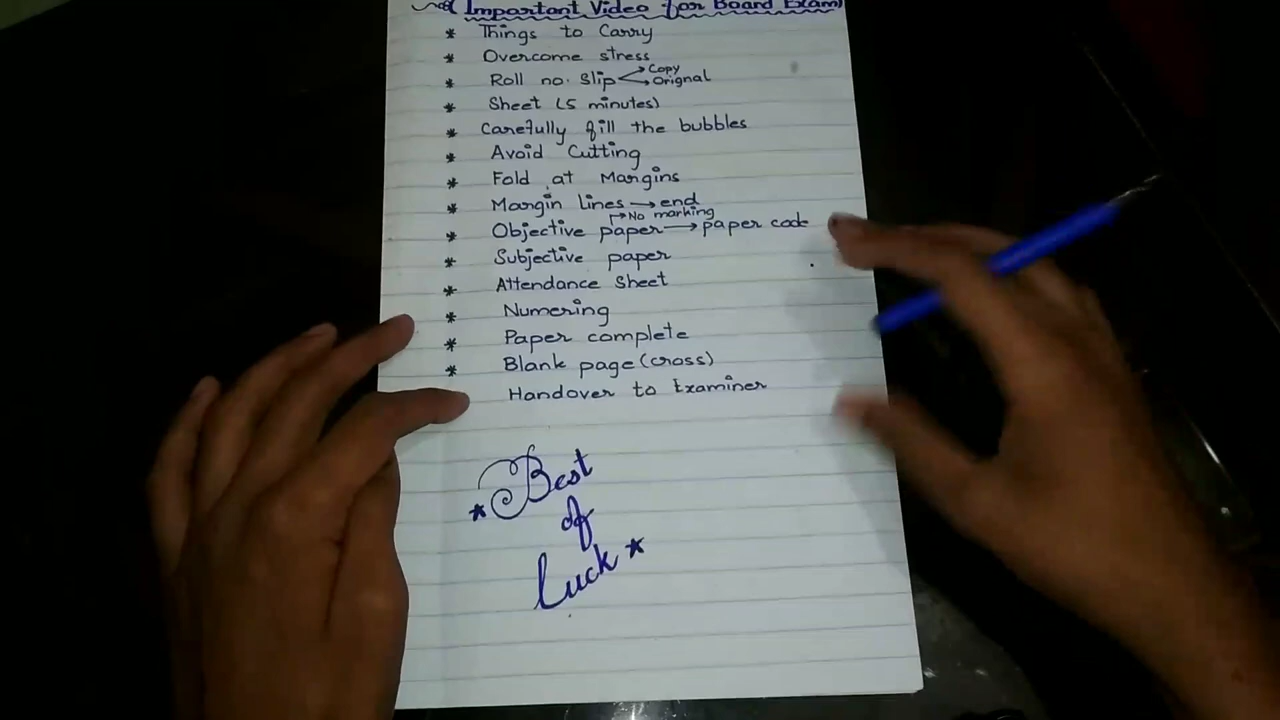 Important Video for Board Exam
* Things to Carry
* Overcome stress
* Roll no. Slip Copy Orignal
* Sheet (5 minutes)
* Carefully fill the bubbles
* Avoid Cutting
* Fold at Margins
* Margin lines → end
* Objective paper → No marking → paper code
* Subjective paper
* Attendance Sheet
* Numering
* Paper complete
* Blank page (cross)
Handover to Examiner
* Best
of
Luck *